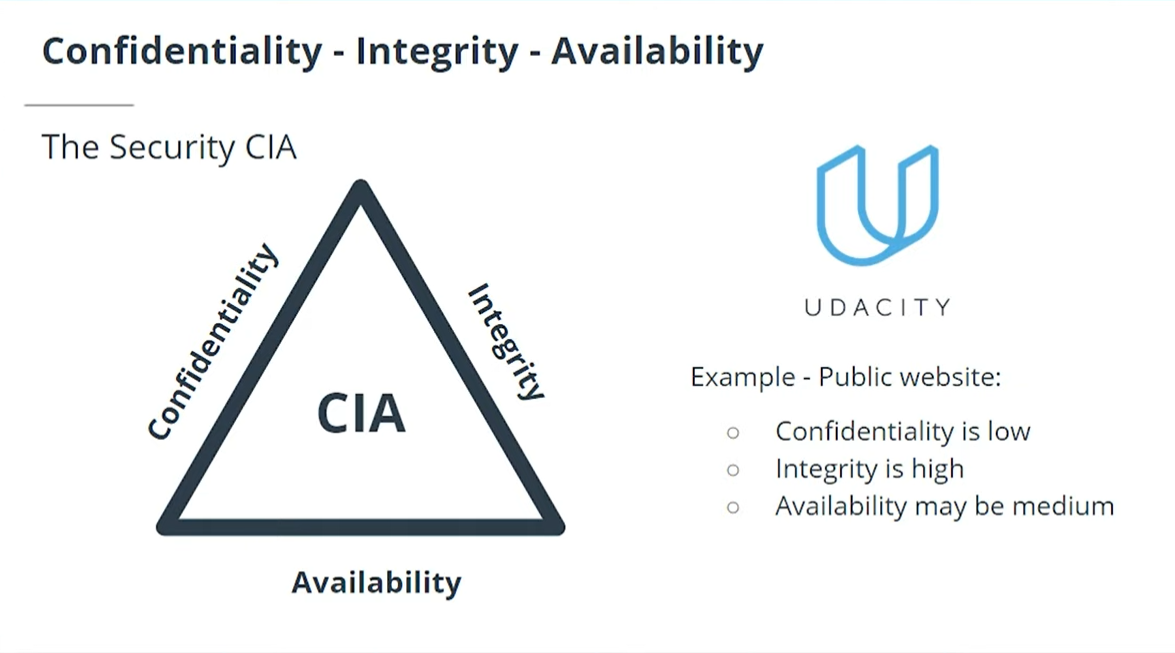 Confidentiality - Integrity - Availability
The Security CIA
Confidentiality
Integrity
CIA
Availability
UDACITY
Example - Public website:
○ Confidentiality is low
○ Integrity is high
○ Availability may be medium